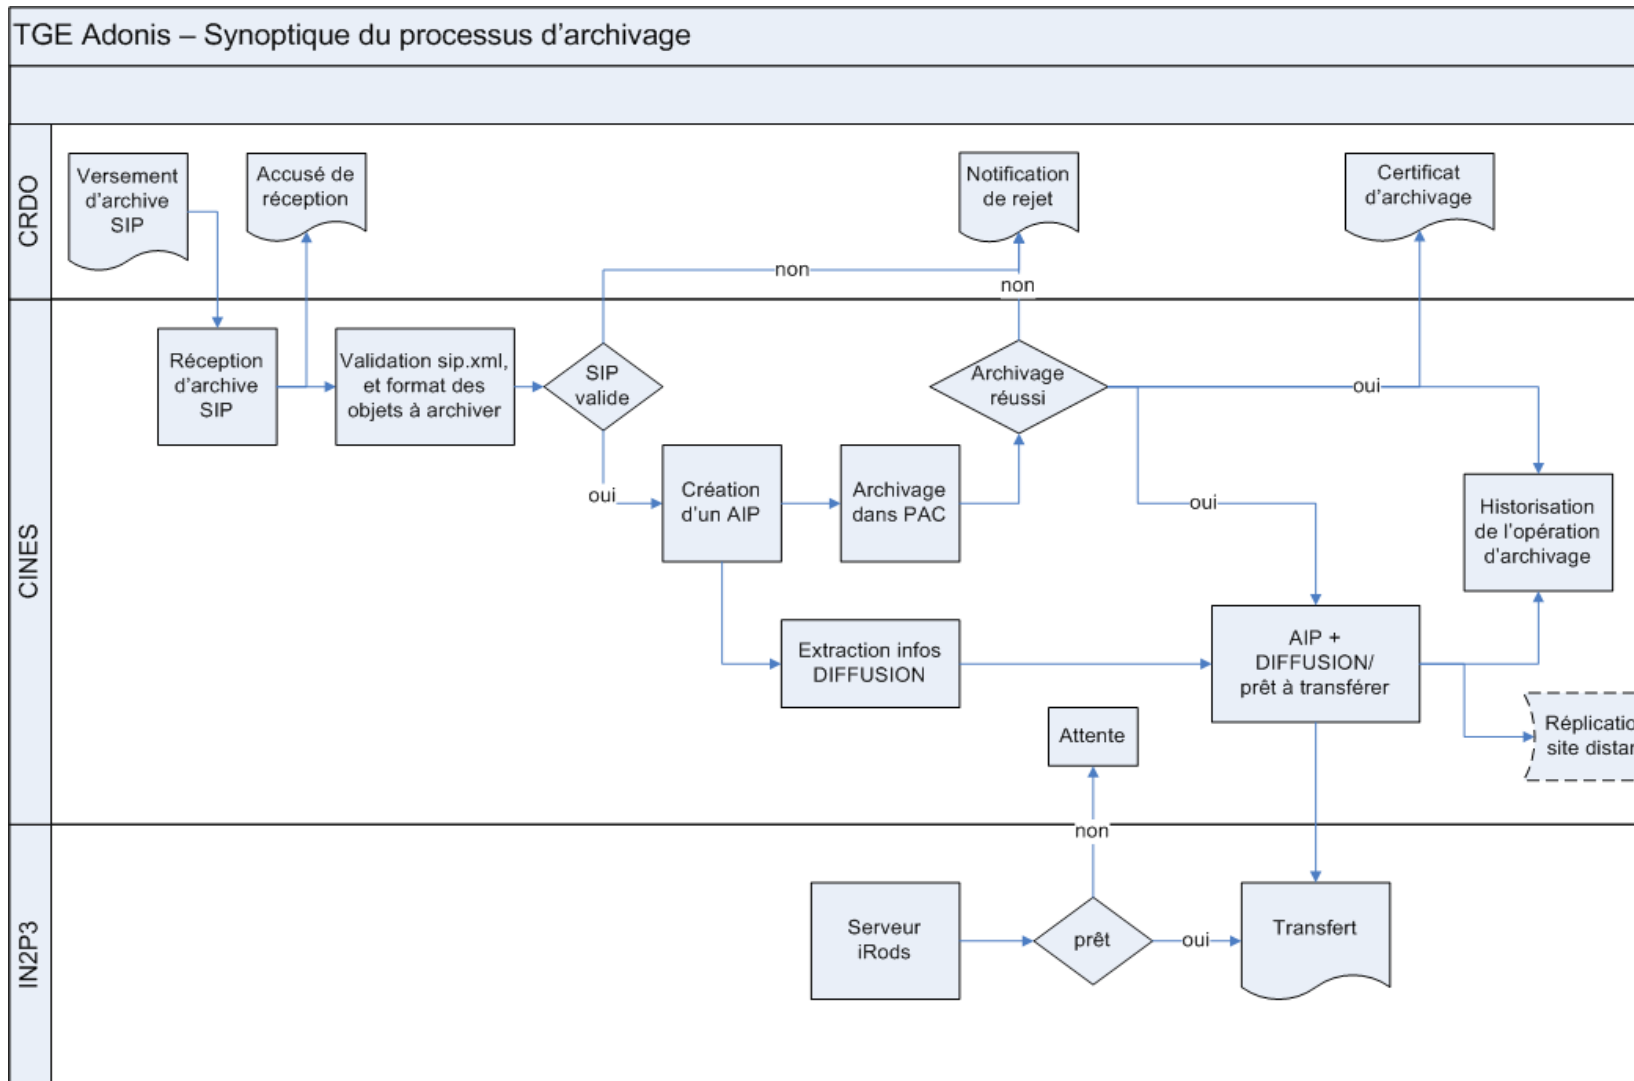 TGE Adonis – Synoptique du processus d'archivage
CRDO
Versement
d'archive
SIP
Accusé de
réception
Notification
de rejet
Certificat
d'archivage
non
non
CINES
Réception
d'archive
SIP
Validation sip.xml,
et format des
objets à archiver
SIP
valide
Archivage
réussi
oui
oui
Création
d'un AIP
Archivage
dans PAC
oui
Historisation
de l'opération
d'archivage
Extraction infos
DIFFUSION
AIP +
DIFFUSION/
prêt à transférer
Attente
site
non
IN2P3
Serveur
iRods
prêt
oui
Transfert